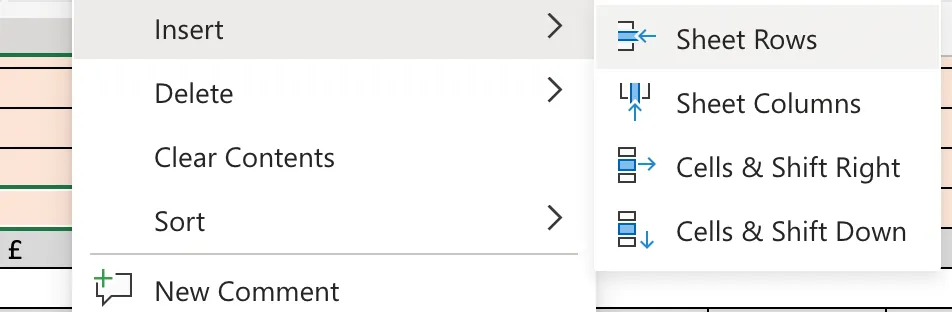 Insert
Delete
Clear Contents
Sort
New Comment
Sheet Rows
Sheet Columns
Cells & Shift Right
Cells & Shift Down
£